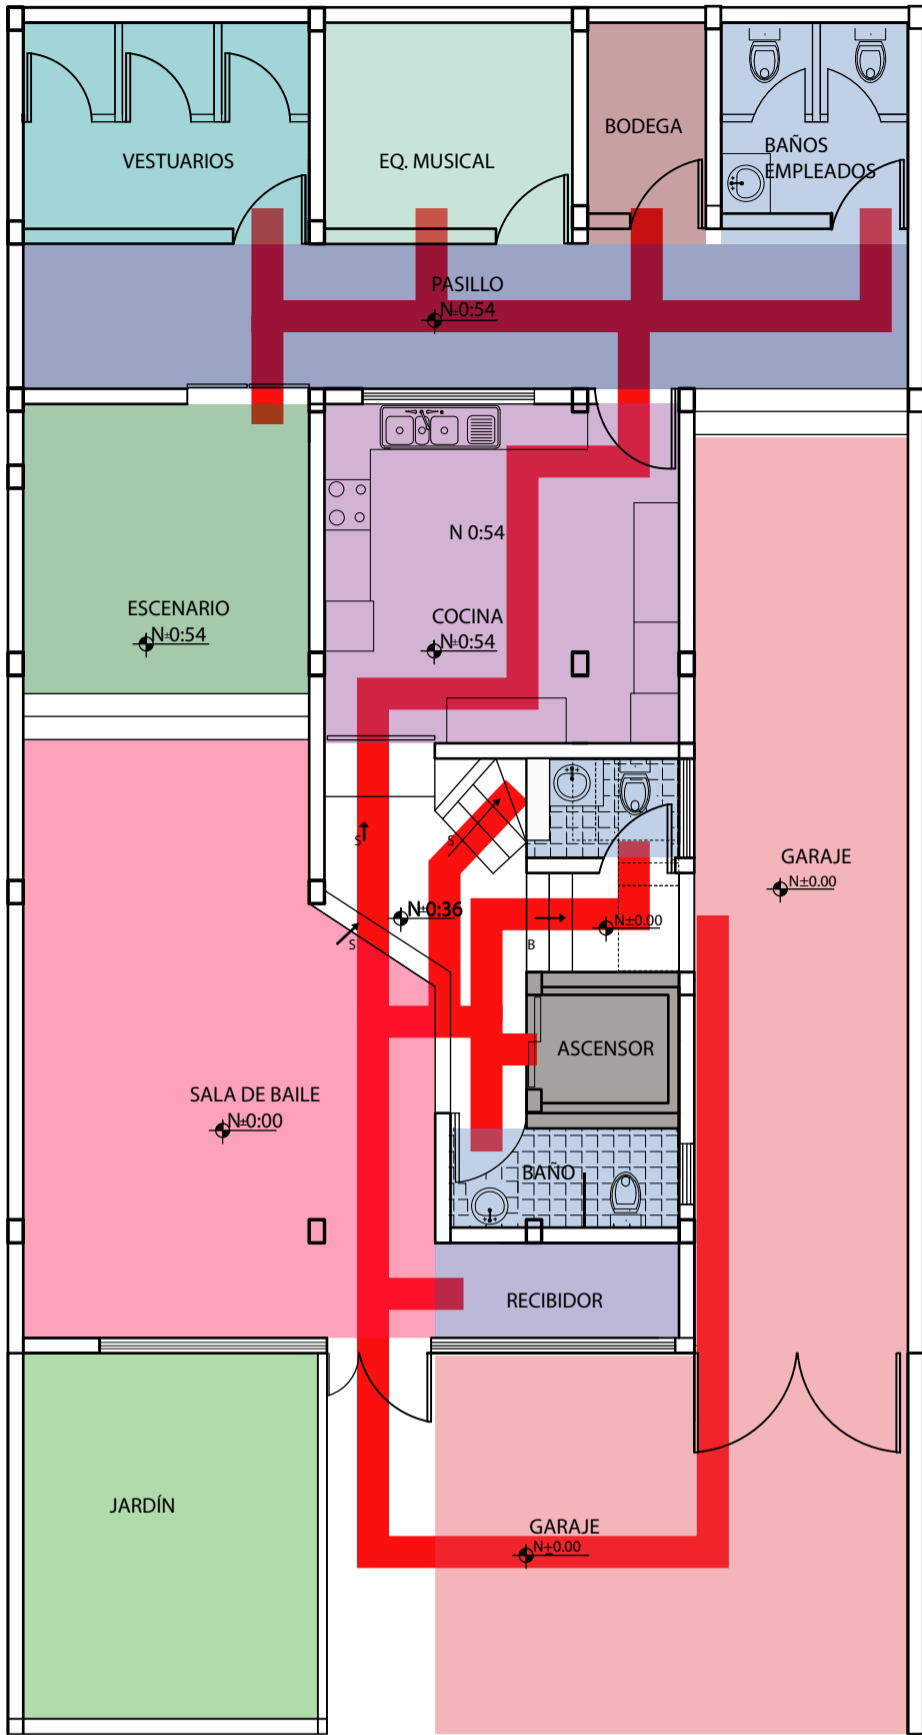 BODEGA
BAÑOS
EMPLEADOS
VESTUARIOS
EQ. MUSICAL
PASILLO
N±0:54
N 0:54
ESCENARIO
N±0:54
COCINA
N±0:54
S
S
GARAJE
N±0.00
N±0:36
N±0.00
S
B
ASCENSOR
SALA DE BAILE
N±0:00
BAÑO
RECIBIDOR
JARDÍN
GARAJE
N±0.00